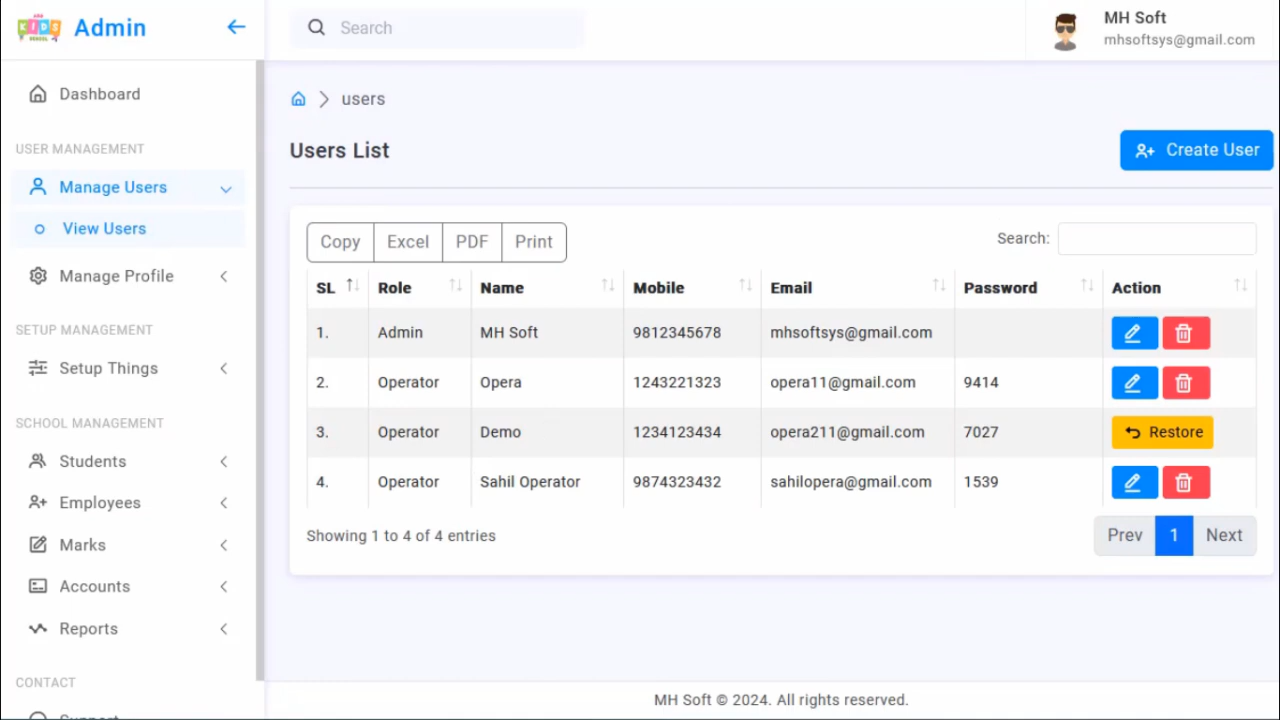 KIDS
SCHOOL
Admin
Search
MH Soft
mhsoftsys@gmail.com
Dashboard
USER MANAGEMENT
Manage Users
View Users
Manage Profile
SETUP MANAGEMENT
Setup Things
SCHOOL MANAGEMENT
Students
Employees
Marks
Accounts
Reports
CONTACT
Support
users
Users List
Create User
Copy Excel PDF Print
Search:
SL Role Name Mobile Email Password Action
1. Admin MH Soft 9812345678 mhsoftsys@gmail.com
2. Operator Opera 1243221323 opera11@gmail.com 9414
3. Operator Demo 1234123434 opera211@gmail.com 7027 Restore
4. Operator Sahil Operator 9874323432 sahilopera@gmail.com 1539
Showing 1 to 4 of 4 entries
Prev 1 Next
MH Soft © 2024. All rights reserved.